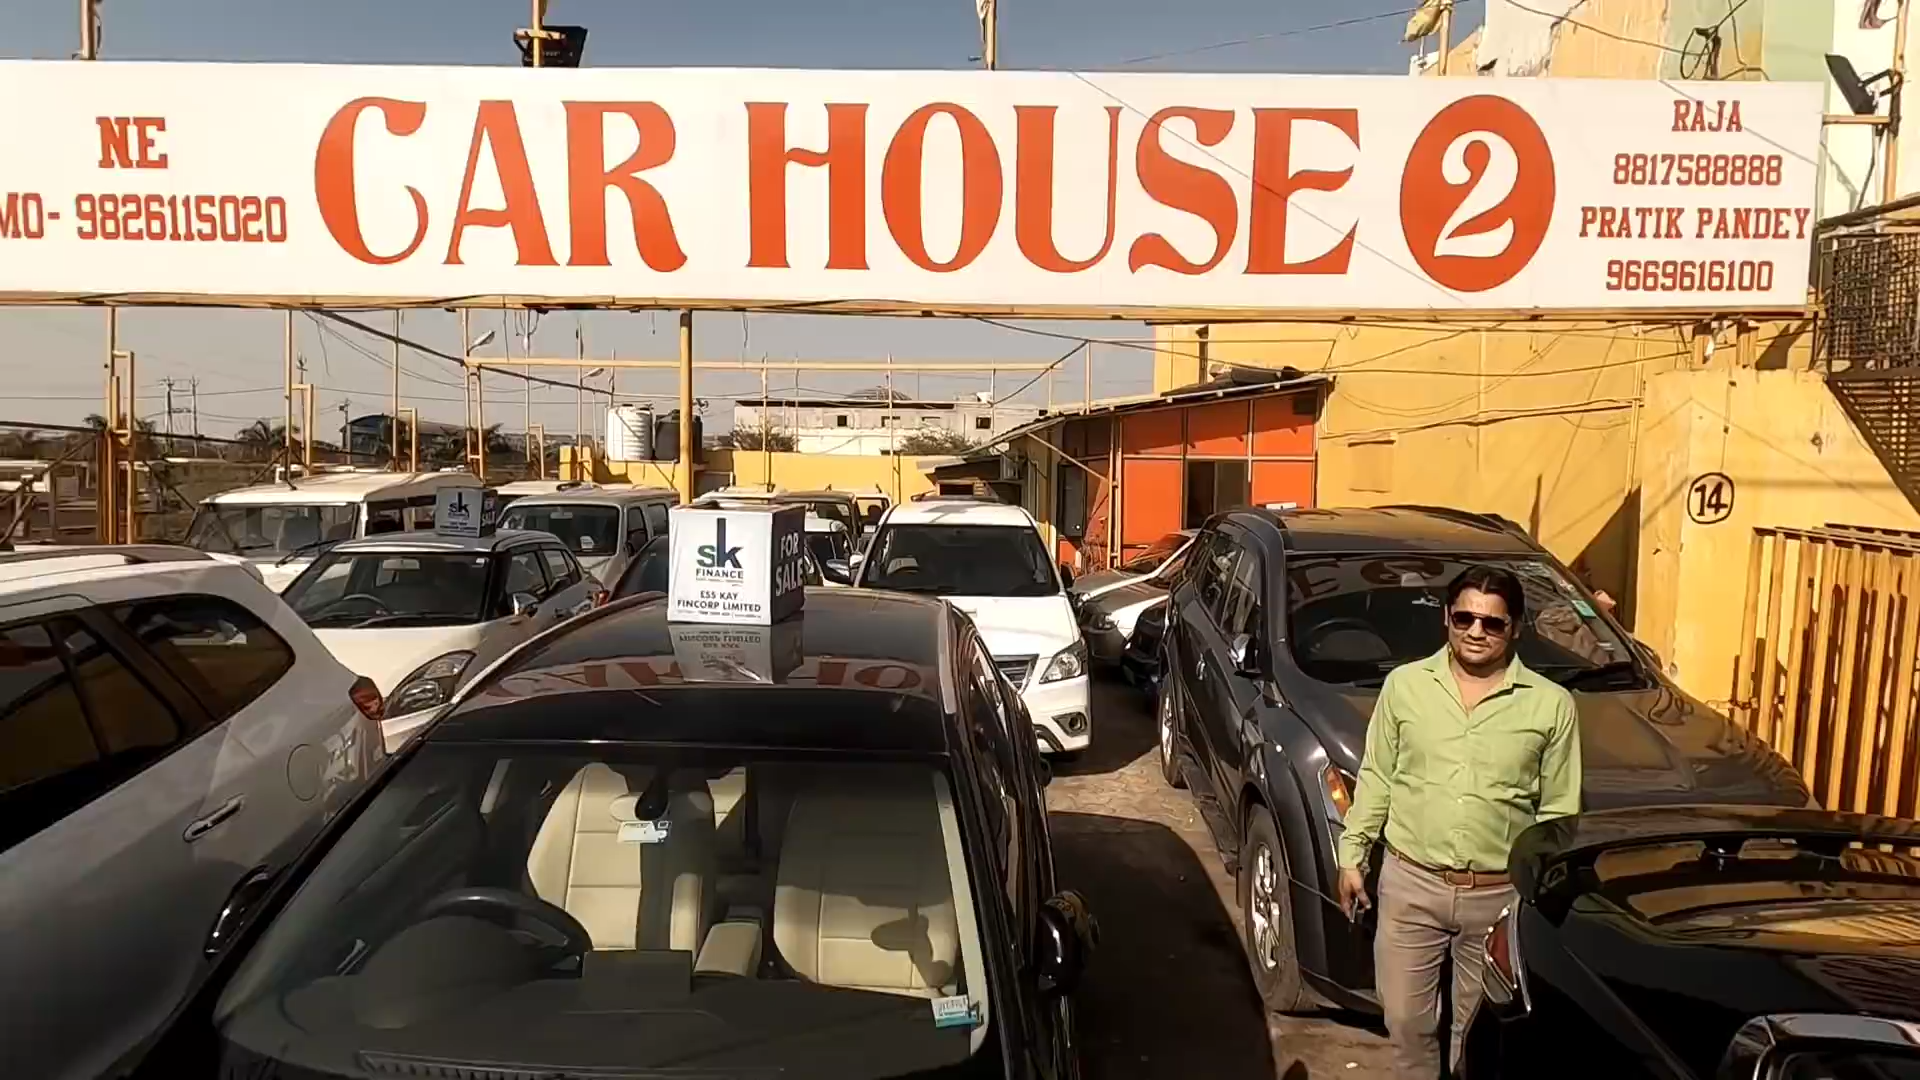 NE
MO- 9826115020
CAR HOUSE 2
RAJA
8817588888
PRATIK PANDEY
9669616100
14
sk
FINANCE
ESS KAY
FINCORP LIMITED
FOR
SALE
sk